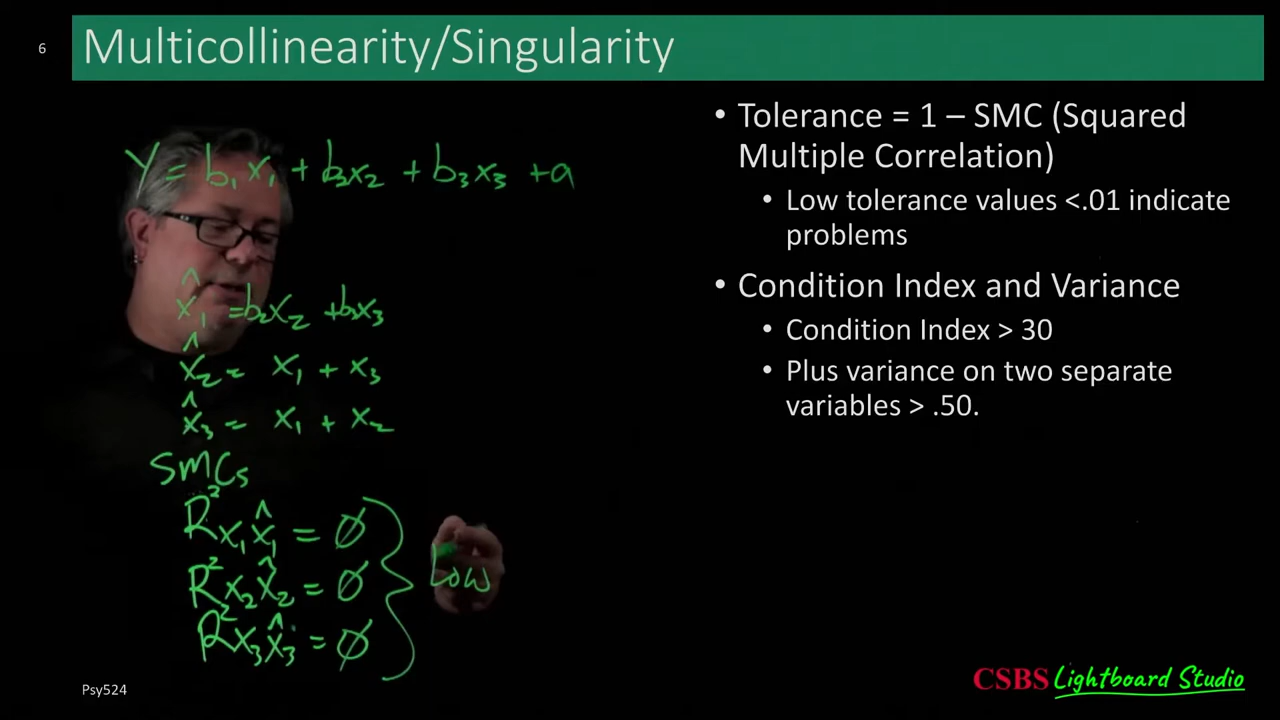 6
Multicollinearity/Singularity
Y = b₁x₁ + b₂x₂ + b₃x₃ + a
x̂₁ = b₂x₂ + b₃x₃
x̂₂ = x₁ + x₃
x̂₃ = x₁ + x₂
SMCs
R²x₁x̂₁ = ∅
R²x₂x̂₂ = ∅
R²x₃x̂₃ = ∅
Low
• Tolerance = 1 – SMC (Squared
Multiple Correlation)
• Low tolerance values <.01 indicate
problems
• Condition Index and Variance
• Condition Index > 30
• Plus variance on two separate
variables > .50.
Psy524
CSBS Lightboard Studio